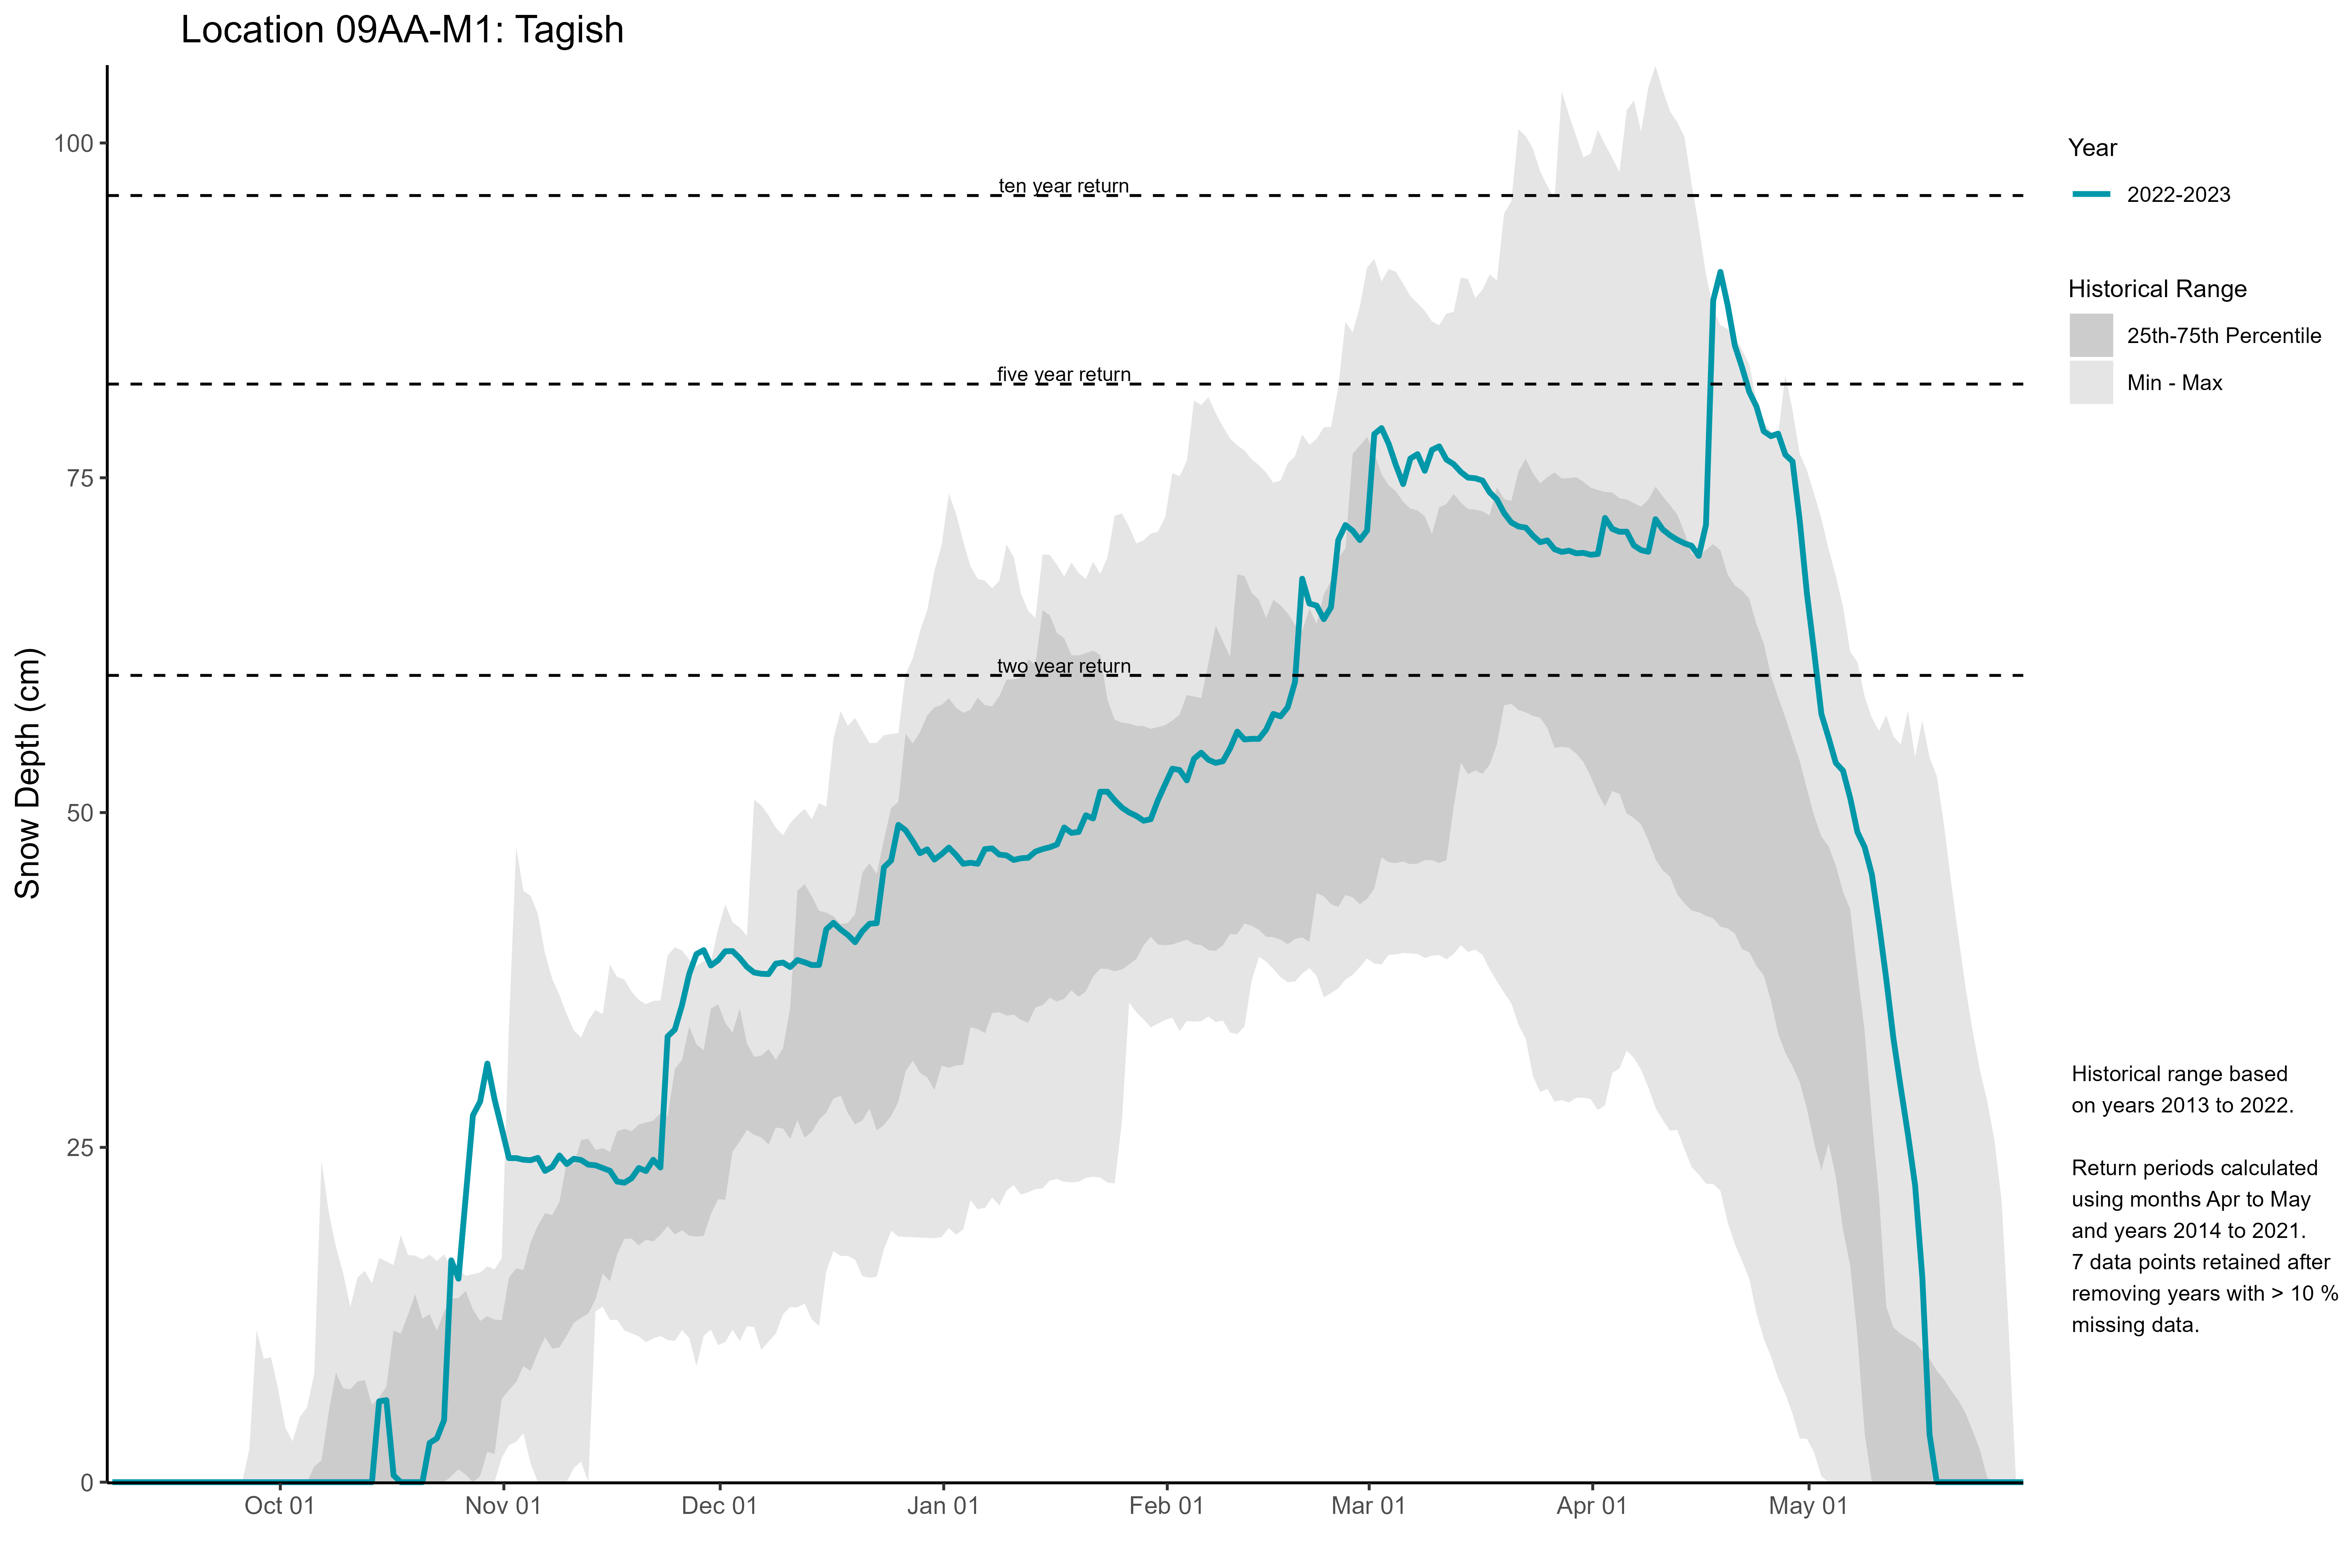 Location 09AA-M1: Tagish
Snow Depth (cm)
100
75
50
25
0
ten year return
five year return
two year return
Oct 01
Nov 01
Dec 01
Jan 01
Feb 01
Mar 01
Apr 01
May 01
Year
2022-2023
Historical Range
25th-75th Percentile
Min - Max
Historical range based
on years 2013 to 2022.
Return periods calculated
using months Apr to May
and years 2014 to 2021.
7 data points retained after
removing years with > 10 %
missing data.